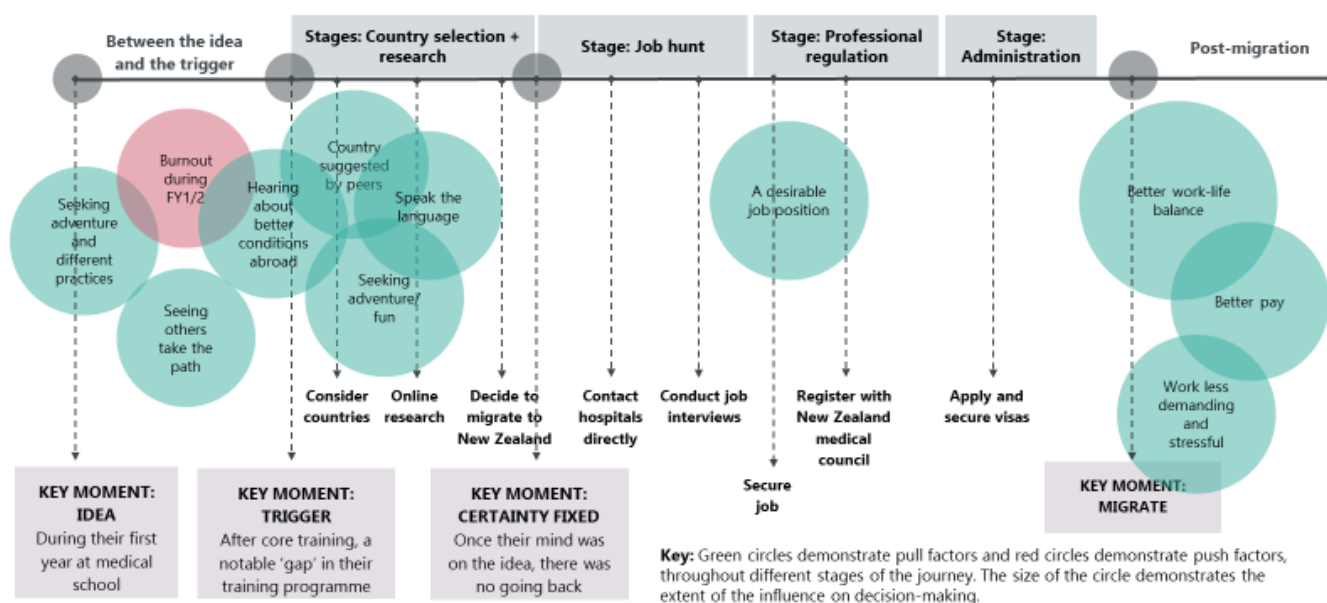 Between the idea
and the trigger
Stages: Country selection +
research
Stage: Job hunt
Stage: Professional
regulation
Stage:
Administration
Post-migration
Seeking
adventure
and
different
practices
Burnout
during
FY1/2
Seeing
others
take the
path
Hearing
about
better
conditions
abroad
Country
suggested
by peers
Speak the
language
Seeking
adventure/
fun
A desirable
job position
Better work-life
balance
Better pay
Work less
demanding
and
stressful
Consider
countries
Online
research
Decide to
migrate to
New Zealand
Contact
hospitals
directly
Conduct job
interviews
Secure
job
Register with
New Zealand
medical
council
Apply and
secure visas
KEY MOMENT:
IDEA
During their first
year at medical
school
KEY MOMENT:
TRIGGER
After core training, a
notable ‘gap’ in their
training programme
KEY MOMENT:
CERTAINTY FIXED
Once their mind was
on the idea, there was
no going back
KEY MOMENT:
MIGRATE
Key: Green circles demonstrate pull factors and red circles demonstrate push factors,
throughout different stages of the journey. The size of the circle demonstrates the
extent of the influence on decision-making.